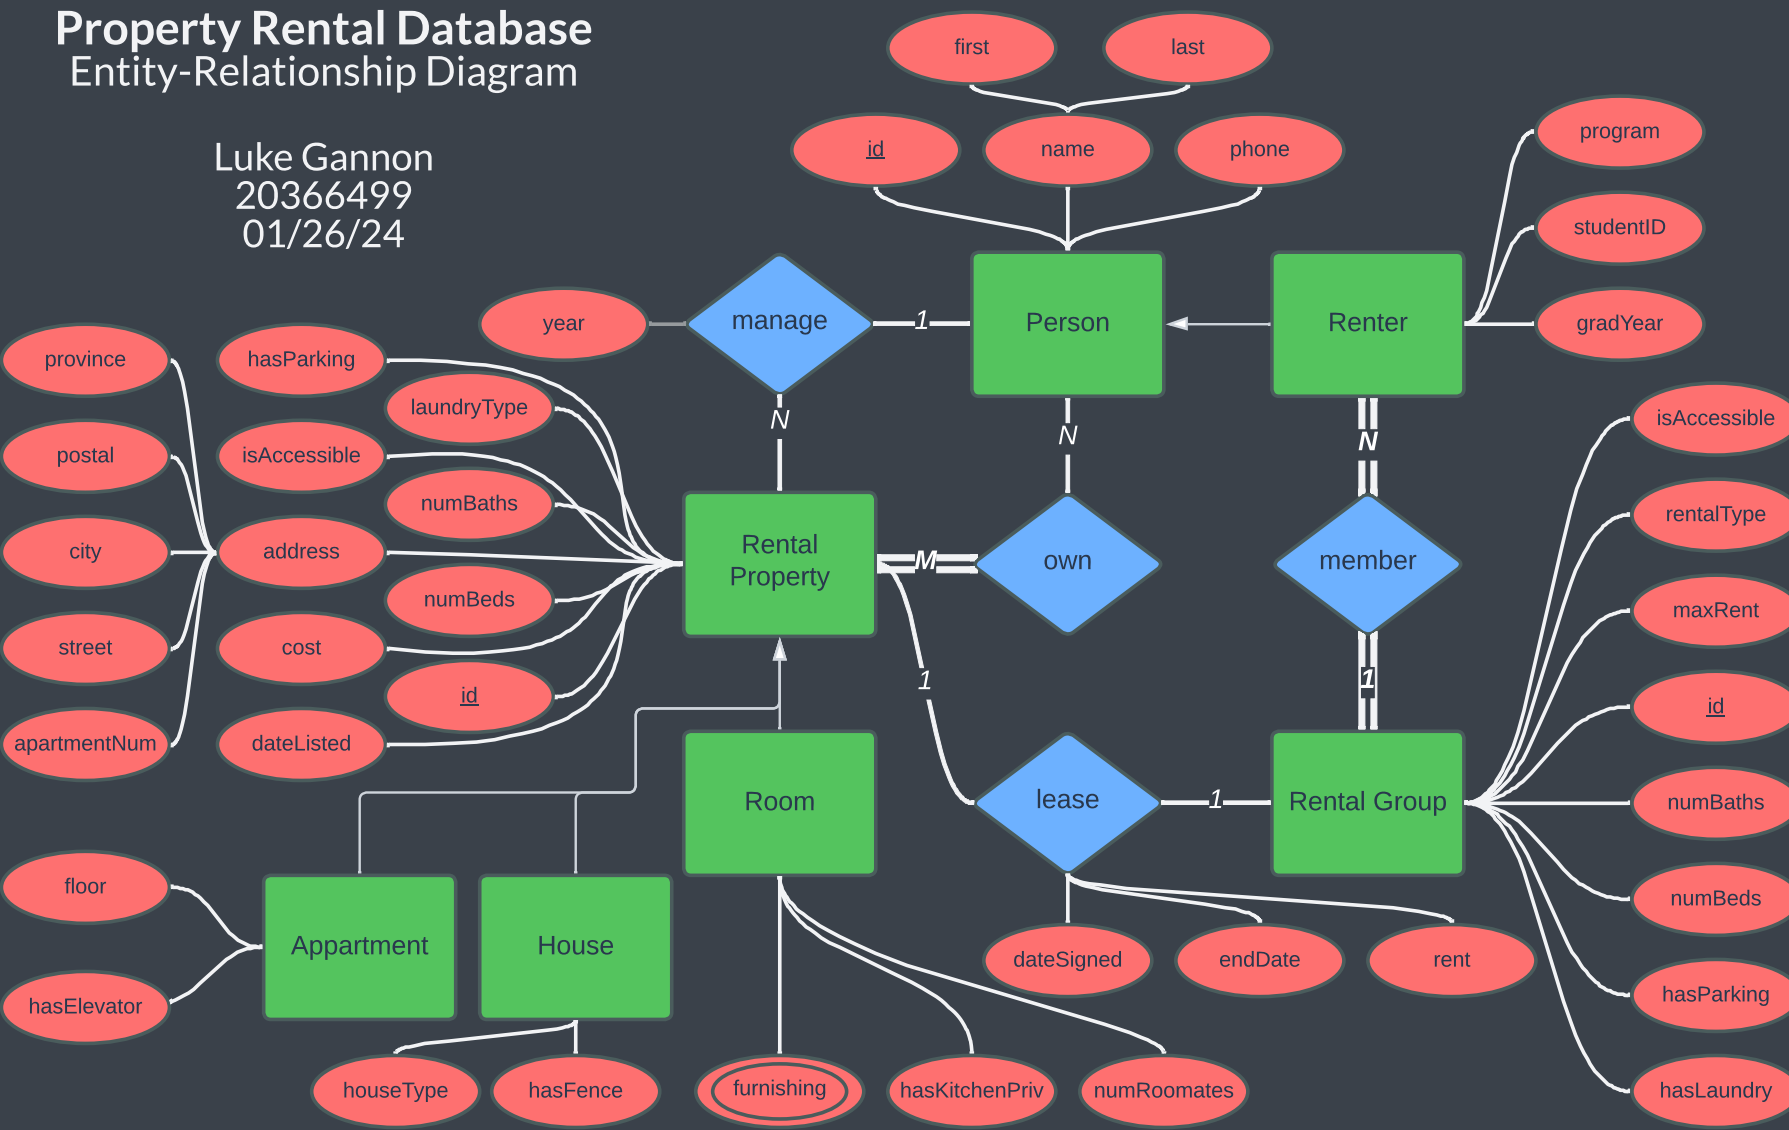 Property Rental Database
Entity-Relationship Diagram
Luke Gannon
20366499
01/26/24
first
last
id
name
phone
program
studentID
gradYear
year
manage
1
Person
Renter
province
postal
city
street
apartmentNum
hasParking
laundryType
isAccessible
numBaths
address
numBeds
cost
id
dateListed
N
N
N
Rental
Property
M
own
member
1
1
Room
lease
1
Rental Group
isAccessible
rentalType
maxRent
id
numBaths
numBeds
hasParking
hasLaundry
floor
hasElevator
Appartment
House
dateSigned
endDate
rent
houseType
hasFence
furnishing
hasKitchenPriv
numRoomates